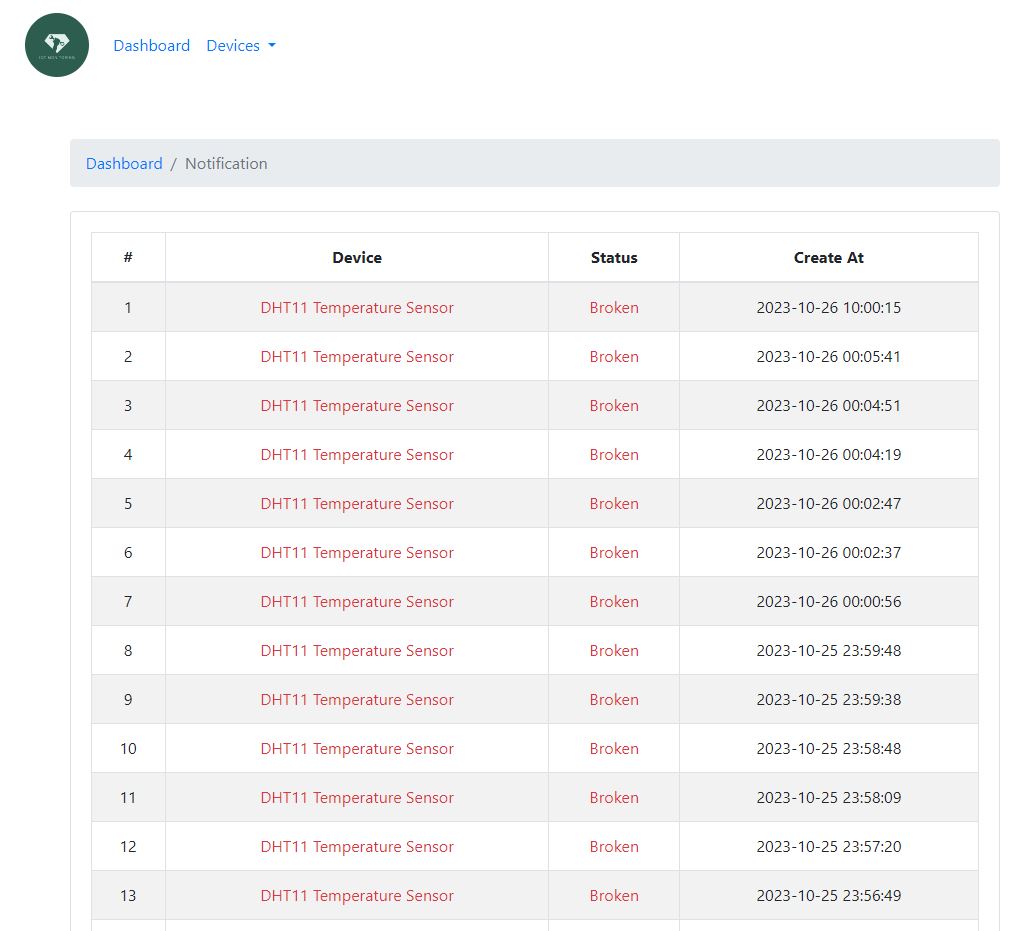 Dashboard Devices
Dashboard / Notification
# Device Status Create At
1 DHT11 Temperature Sensor Broken 2023-10-26 10:00:15
2 DHT11 Temperature Sensor Broken 2023-10-26 00:05:41
3 DHT11 Temperature Sensor Broken 2023-10-26 00:04:51
4 DHT11 Temperature Sensor Broken 2023-10-26 00:04:19
5 DHT11 Temperature Sensor Broken 2023-10-26 00:02:47
6 DHT11 Temperature Sensor Broken 2023-10-26 00:02:37
7 DHT11 Temperature Sensor Broken 2023-10-26 00:00:56
8 DHT11 Temperature Sensor Broken 2023-10-25 23:59:48
9 DHT11 Temperature Sensor Broken 2023-10-25 23:59:38
10 DHT11 Temperature Sensor Broken 2023-10-25 23:58:48
11 DHT11 Temperature Sensor Broken 2023-10-25 23:58:09
12 DHT11 Temperature Sensor Broken 2023-10-25 23:57:20
13 DHT11 Temperature Sensor Broken 2023-10-25 23:56:49